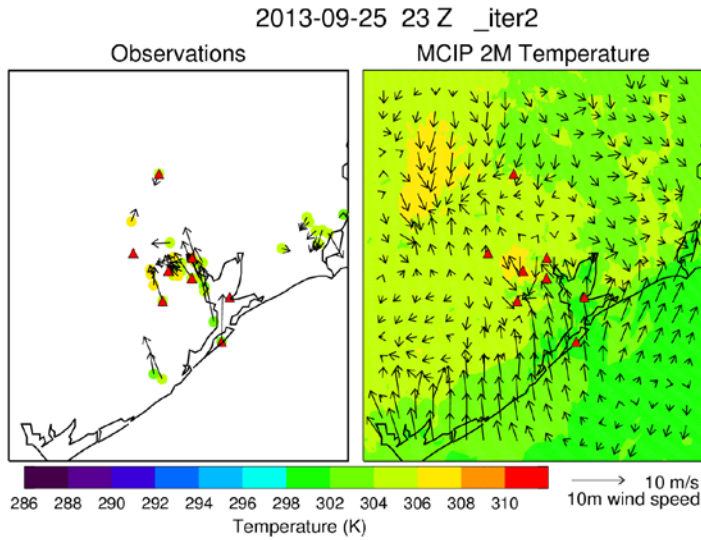 2013-09-25 23 Z _iter2
Observations
MCIP 2M Temperature
286 288 290 292 294 296 298 302 304 306 308 310
10 m/s
10m wind speed
Temperature (K)